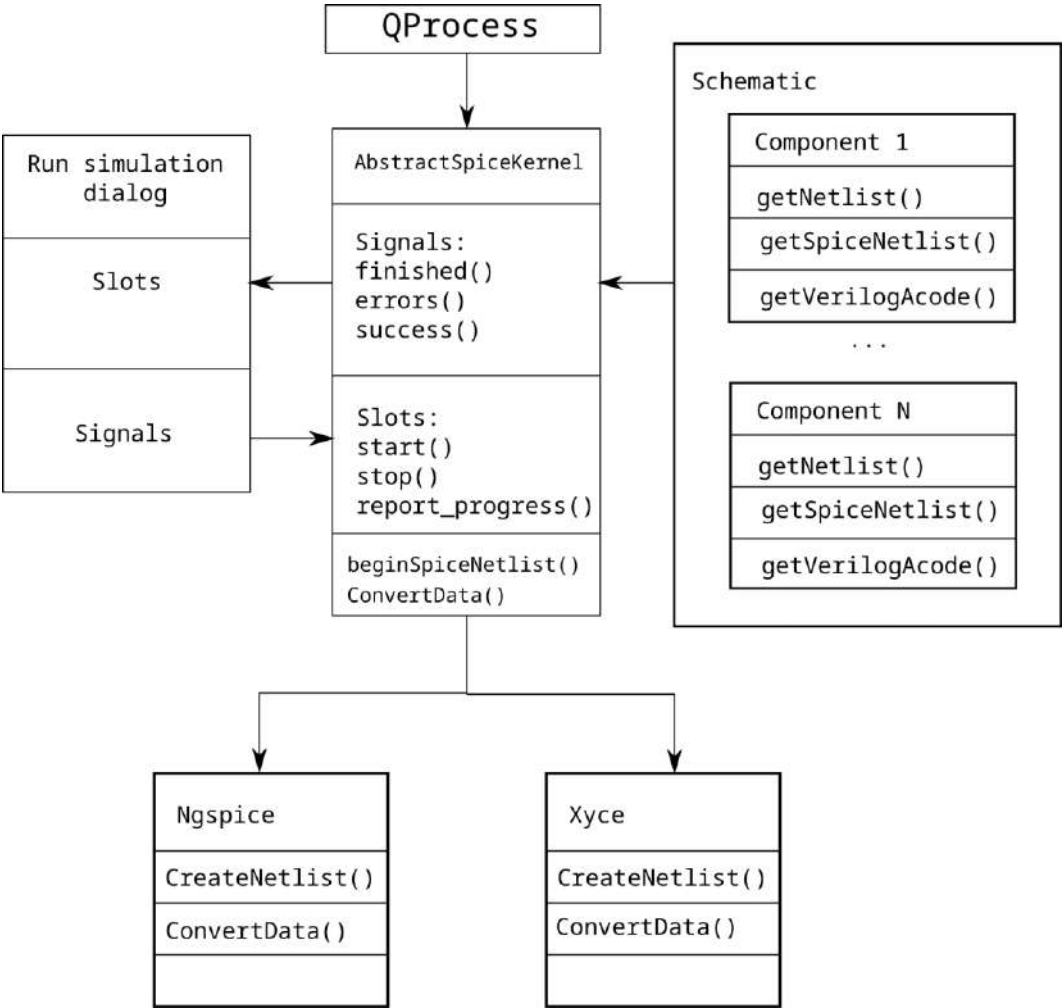 QProcess
Run simulation
dialog
Slots
Signals
AbstractSpiceKernel
Signals:
finished()
errors()
success()
Slots:
start()
stop()
report_progress()
beginSpiceNetlist()
ConvertData()
Schematic
Component 1
getNetlist()
getSpiceNetlist()
getVerilogAcode()
...
Component N
getNetlist()
getSpiceNetlist()
getVerilogAcode()
Ngspice
CreateNetlist()
ConvertData()
Xyce
CreateNetlist()
ConvertData()